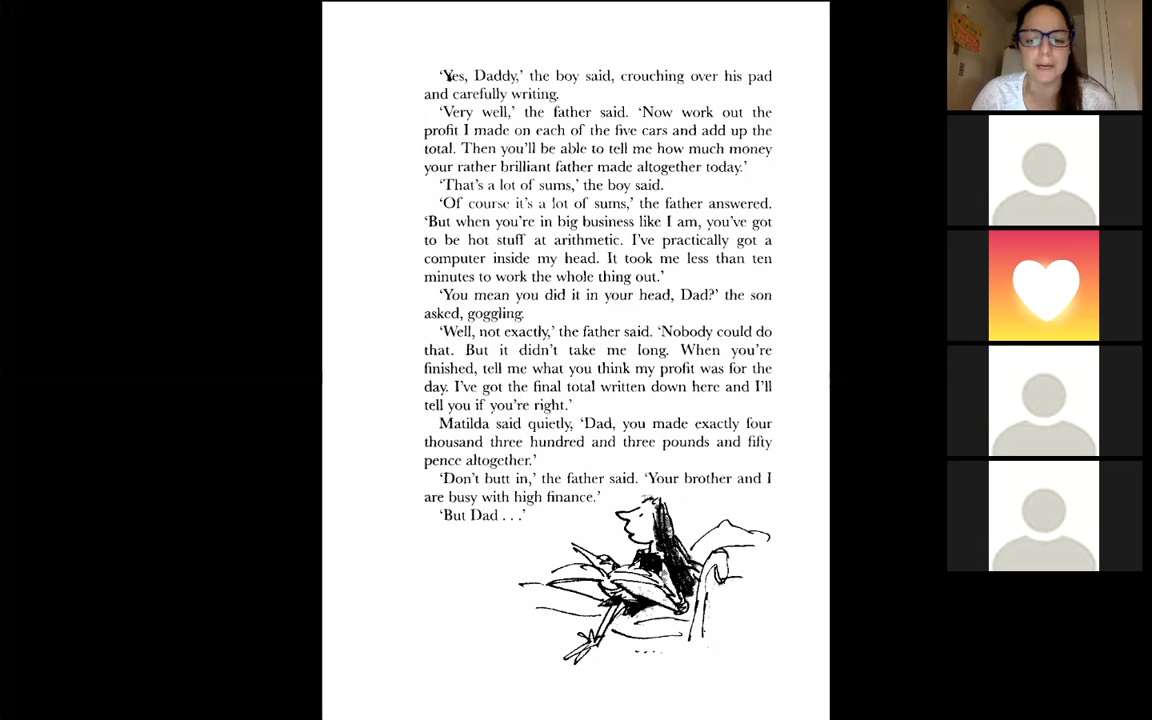 ‘Yes, Daddy,’ the boy said, crouching over his pad
and carefully writing.
‘Very well,’ the father said. ‘Now work out the
profit I made on each of the five cars and add up the
total. Then you’ll be able to tell me how much money
your rather brilliant father made altogether today.’
‘That’s a lot of sums,’ the boy said.
‘Of course it’s a lot of sums,’ the father answered.
‘But when you’re in big business like I am, you’ve got
to be hot stuff at arithmetic. I’ve practically got a
computer inside my head. It took me less than ten
minutes to work the whole thing out.’
‘You mean you did it in your head, Dad?’ the son
asked, goggling.
‘Well, not exactly,’ the father said. ‘Nobody could do
that. But it didn’t take me long. When you’re
finished, tell me what you think my profit was for the
day. I’ve got the final total written down here and I’ll
tell you if you’re right.’
Matilda said quietly, ‘Dad, you made exactly four
thousand three hundred and three pounds and fifty
pence altogether.’
‘Don’t butt in,’ the father said. ‘Your brother and I
are busy with high finance.’
‘But Dad . . .’